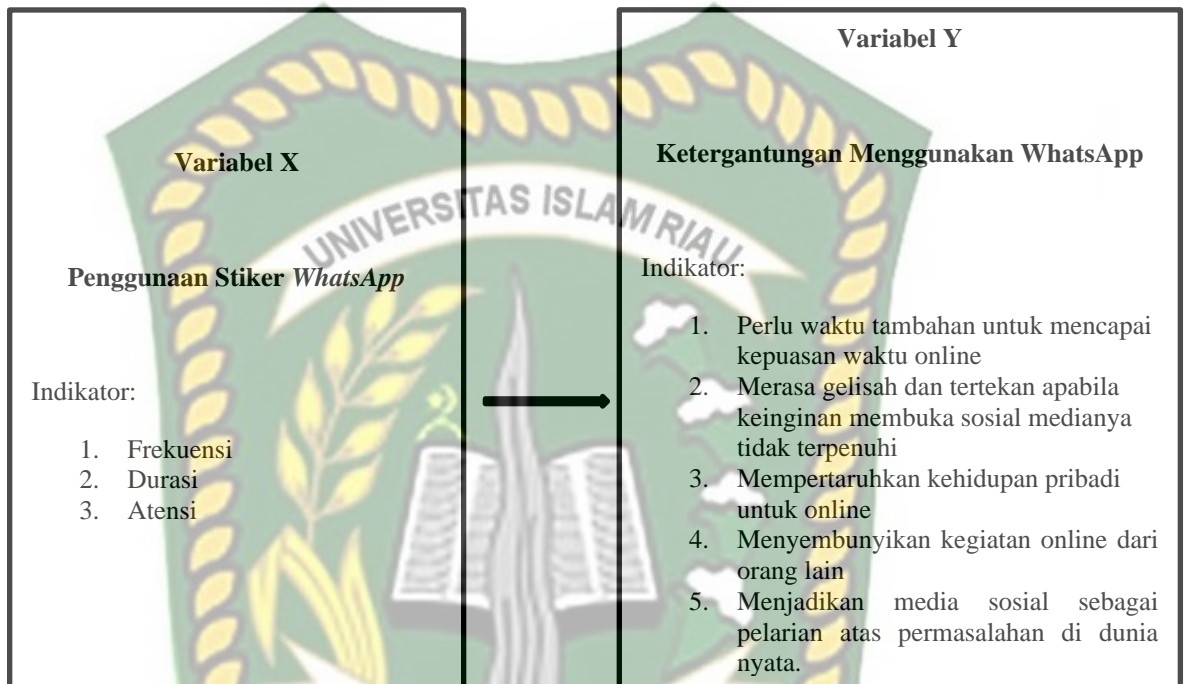 Variabel X
Penggunaan Stiker WhatsApp
Indikator:
1. Frekuensi
2. Durasi
3. Atensi
Variabel Y
Ketergantungan Menggunakan WhatsApp
Indikator:
1. Perlu waktu tambahan untuk mencapai
kepuasan waktu online
2. Merasa gelisah dan tertekan apabila
keinginan membuka sosial medianya
tidak terpenuhi
3. Mempertaruhkan kehidupan pribadi
untuk online
4. Menyembunyikan kegiatan online dari
orang lain
5. Menjadikan media sosial sebagai
pelarian atas permasalahan di dunia
nyata.
UNIVERSITAS ISLAM RIAU